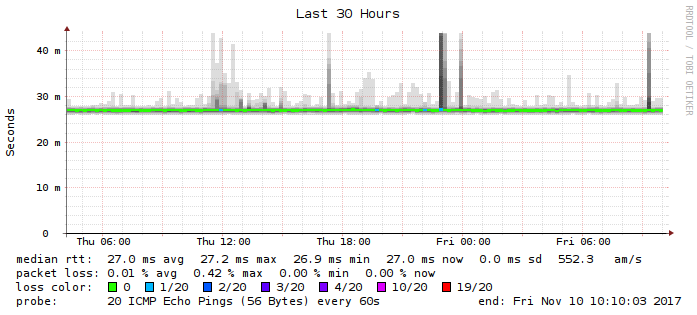 Last 30 Hours
RRDTOOL / TOBI OETIKER
Seconds
40 m
30 m
20 m
10 m
0
Thu 06:00 Thu 12:00 Thu 18:00 Fri 00:00 Fri 06:00
median rtt: 27.0 ms avg 27.2 ms max 26.9 ms min 27.0 ms now 0.0 ms sd 552.3 am/s
packet loss: 0.01 % avg 0.42 % max 0.00 % min 0.00 % now
loss color: 0 1/20 2/20 3/20 4/20 10/20 19/20
probe: 20 ICMP Echo Pings (56 Bytes) every 60s end: Fri Nov 10 10:10:03 2017